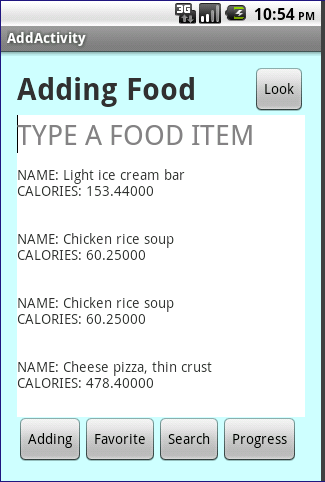 3G 10:54 PM
AddActivity
Adding Food
Look
TYPE A FOOD ITEM
NAME: Light ice cream bar
CALORIES: 153.44000
NAME: Chicken rice soup
CALORIES: 60.25000
NAME: Chicken rice soup
CALORIES: 60.25000
NAME: Cheese pizza, thin crust
CALORIES: 478.40000
Adding Favorite Search Progress